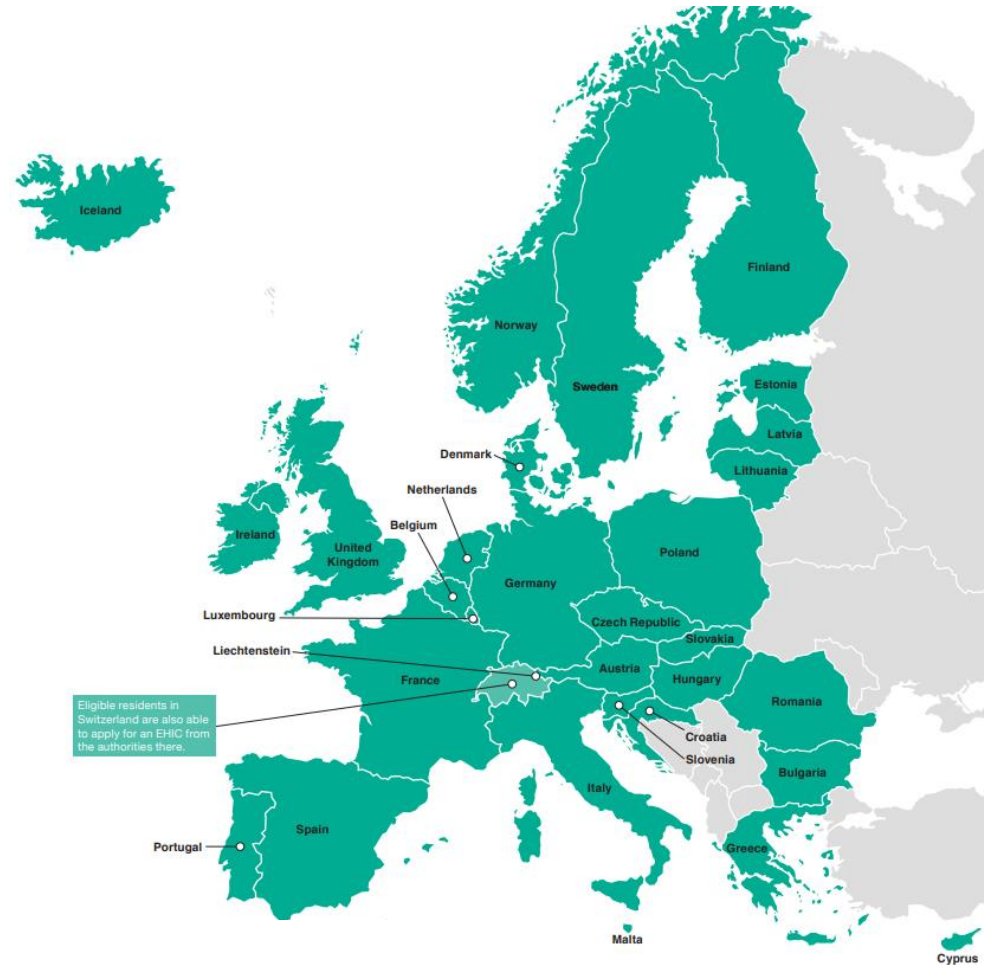 Iceland
Finland
Norway
Sweden
Estonia
Latvia
Denmark
Lithuania
Netherlands
Belgium
Ireland
United
Kingdom
Poland
Germany
Luxembourg
Czech Republic
Slovakia
Liechtenstein
Austria
France
Hungary
Eligible residents in
Switzerland are also able
to apply for an EHIC from
the authorities there.
Romania
Croatia
Slovenia
Bulgaria
Italy
Spain
Portugal
Greece
Malta
Cyprus